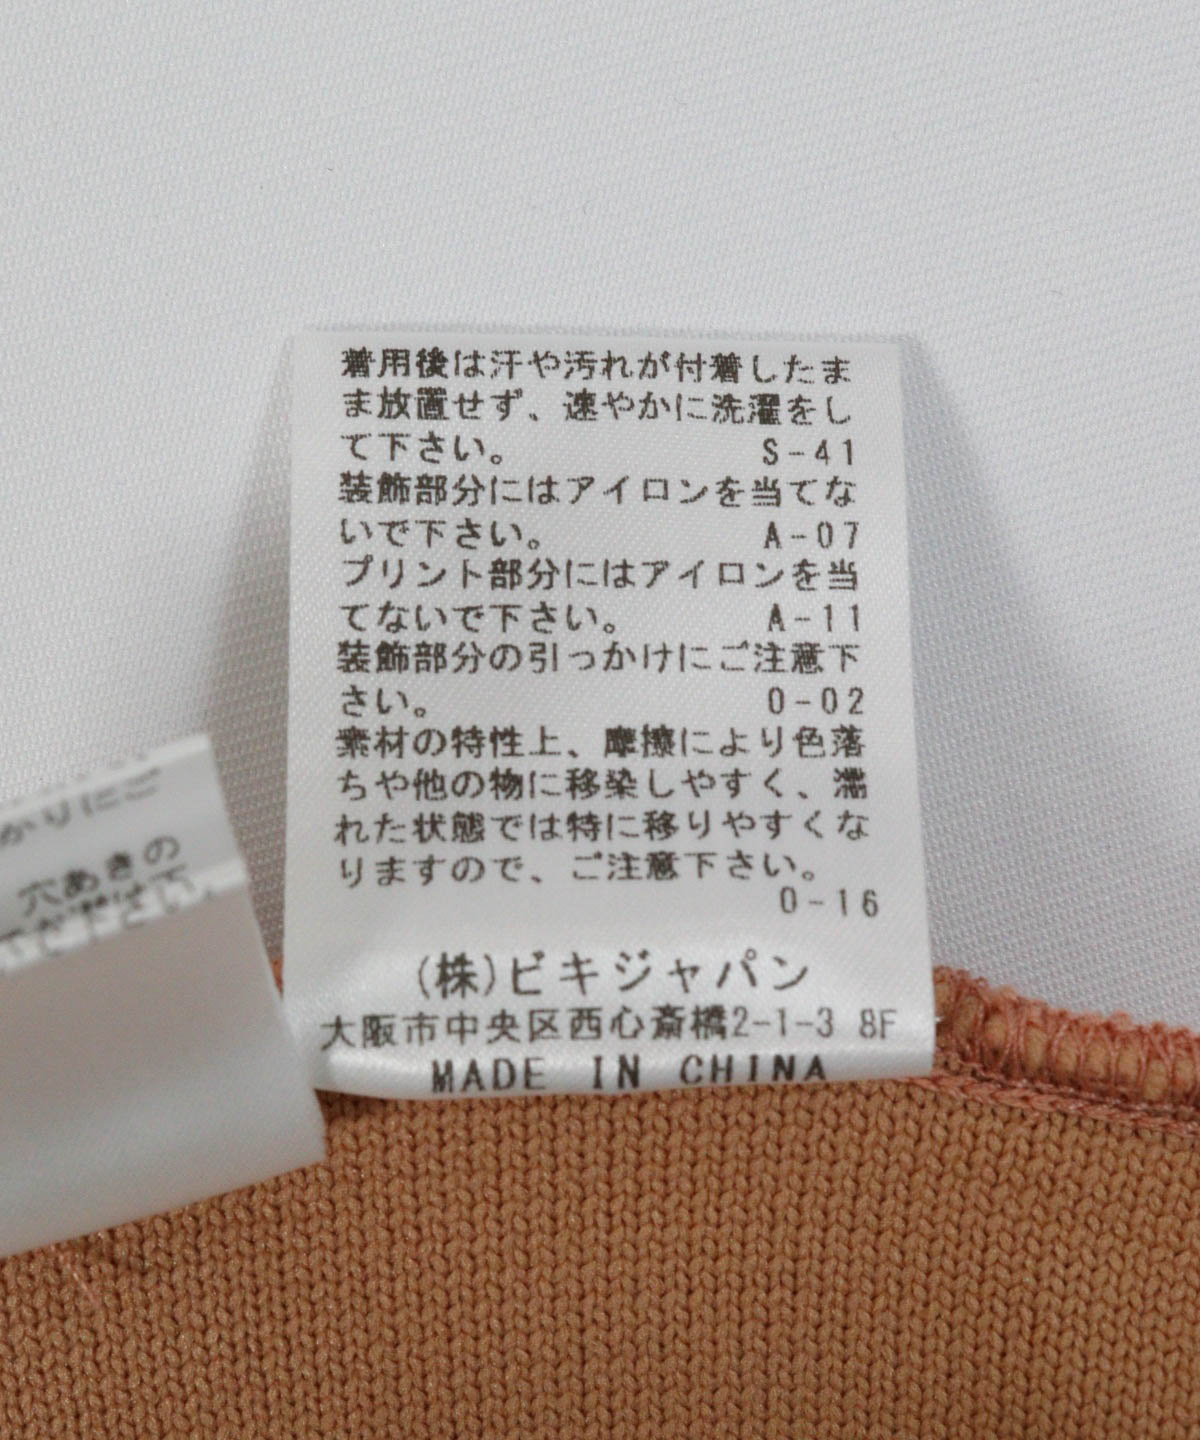 着用後は汗や汚れが付着したま
ま放置せず、速やかに洗濯をし
て下さい。 S-41
装飾部分にはアイロンを当てな
いで下さい。 A-07
プリント部分にはアイロンを当
てないで下さい。 A-11
装飾部分の引っかけにご注意下
さい。 0-02
素材の特性上、摩擦により色落
ちや他の物に移染しやすく、濡
れた状態では特に移りやすくな
りますので、ご注意下さい。
0-16
(株)ビキジャパン
大阪市中央区西心斎橋2-1-3 8F
MADE IN CHINA
かりにご
穴あきの